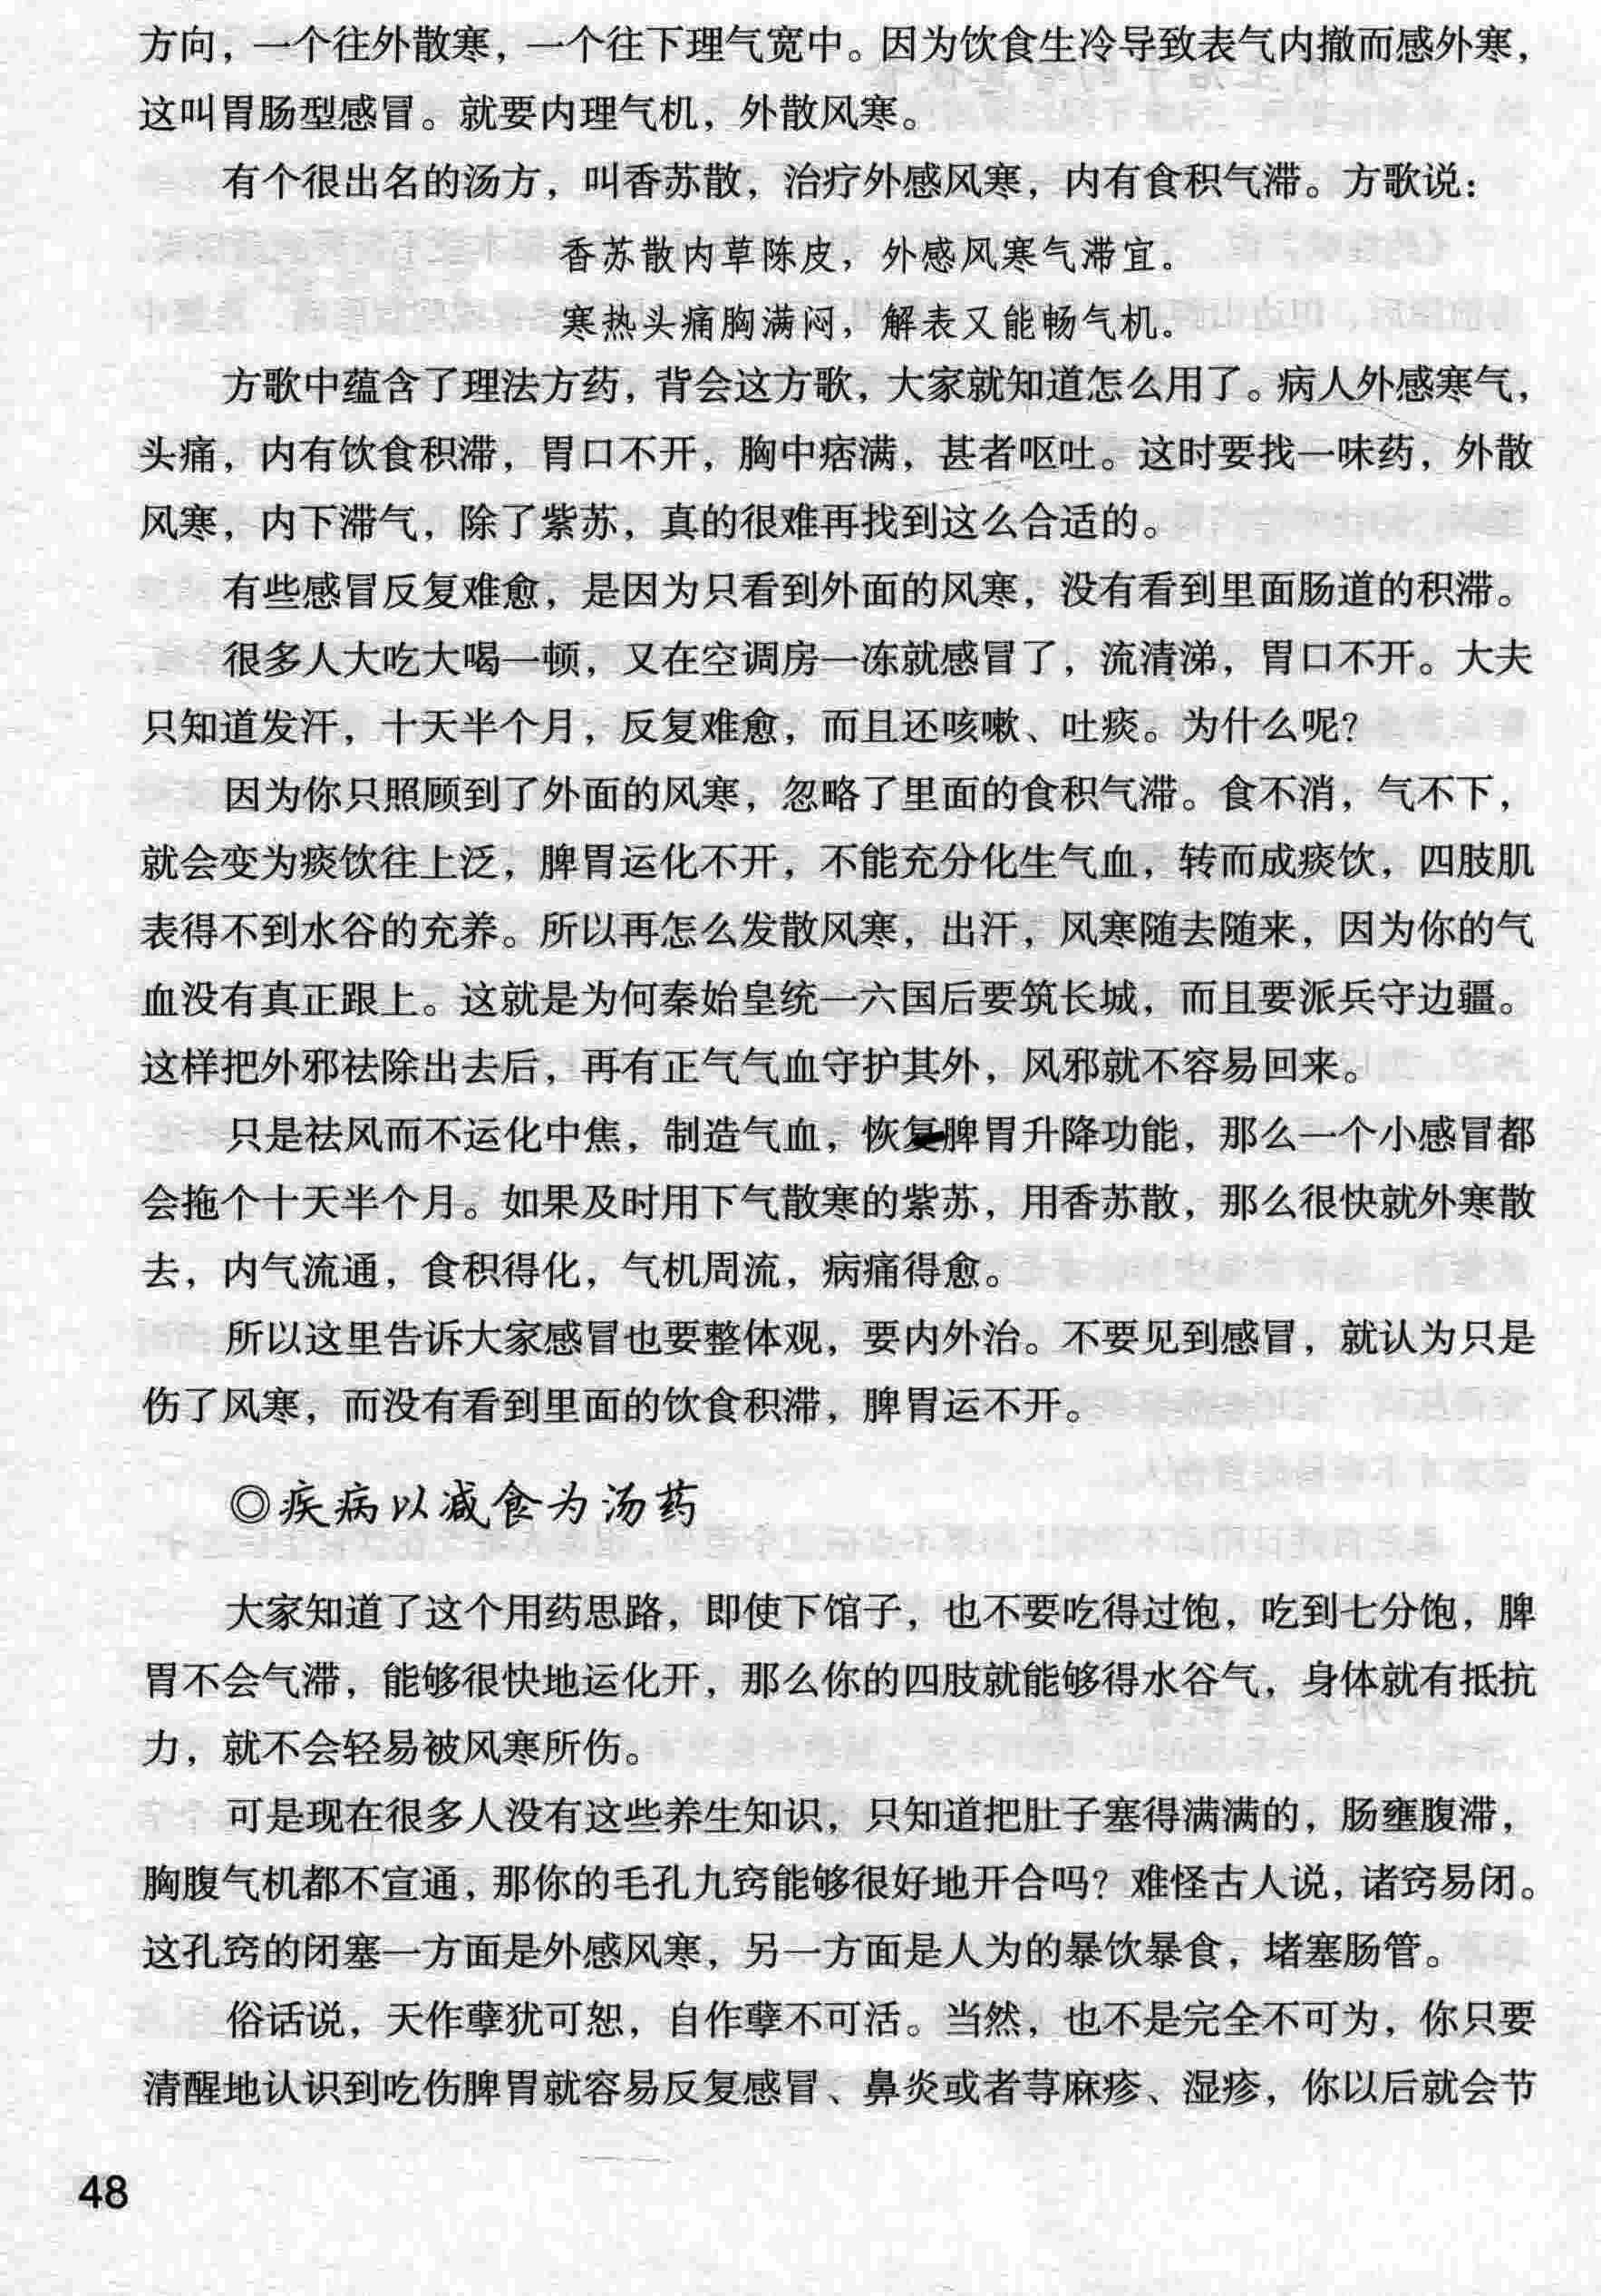 方向，一个往外散寒，一个往下理气宽中。因为饮食生冷导致表气内撤而感外寒，
这叫胃肠型感冒。就要内理气机，外散风寒。
有个很出名的汤方，叫香苏散，治疗外感风寒，内有食积气滞。方歌说：
香苏散内草陈皮，外感风寒气滞宜。
寒热头痛胸满闷，解表又能畅气机。
方歌中蕴含了理法方药，背会这方歌，大家就知道怎么用了。病人外感寒气，
头痛，内有饮食积滞，胃口不开，胸中痞满，甚者呕吐。这时要找一味药，外散
风寒，内下滞气，除了紫苏，真的很难再找到这么合适的。
有些感冒反复难愈，是因为只看到外面的风寒，没有看到里面肠道的积滞。
很多人大吃大喝一顿，又在空调房一冻就感冒了，流清涕，胃口不开。大夫
只知道发汗，十天半个月，反复难愈，而且还咳嗽、吐痰。为什么呢？
因为你只照顾到了外面的风寒，忽略了里面的食积气滞。食不消，气不下，
就会变为痰饮往上泛，脾胃运化不开，不能充分化生气血，转而成痰饮，四肢肌
表得不到水谷的充养。所以再怎么发散风寒，出汗，风寒随去随来，因为你的气
血没有真正跟上。这就是为何秦始皇统一六国后要筑长城，而且要派兵守边疆。
这样把外邪祛除出去后，再有正气气血守护其外，风邪就不容易回来。
只是祛风而不运化中焦，制造气血，恢复脾胃升降功能，那么一个小感冒都
会拖个十天半个月。如果及时用下气散寒的紫苏，用香苏散，那么很快就外寒散
去，内气流通，食积得化，气机周流，病痛得愈。
所以这里告诉大家感冒也要整体观，要内外治。不要见到感冒，就认为只是
伤了风寒，而没有看到里面的饮食积滞，脾胃运不开。
◎疾病以减食为汤药
大家知道了这个用药思路，即使下馆子，也不要吃得过饱，吃到七分饱，脾
胃不会气滞，能够很快地运化开，那么你的四肢就能够得水谷气，身体就有抵抗
力，就不会轻易被风寒所伤。
可是现在很多人没有这些养生知识，只知道把肚子塞得满满的，肠壅腹滞，
胸腹气机都不宣通，那你的毛孔九窍能够很好地开合吗？难怪古人说，诸窍易闭。
这孔窍的闭塞一方面是外感风寒，另一方面是人为的暴饮暴食，堵塞肠管。
俗话说，天作孽犹可恕，自作孽不可活。当然，也不是完全不可为，你只要
清醒地认识到吃伤脾胃就容易反复感冒、鼻炎或者荨麻疹、湿疹，你以后就会节
48